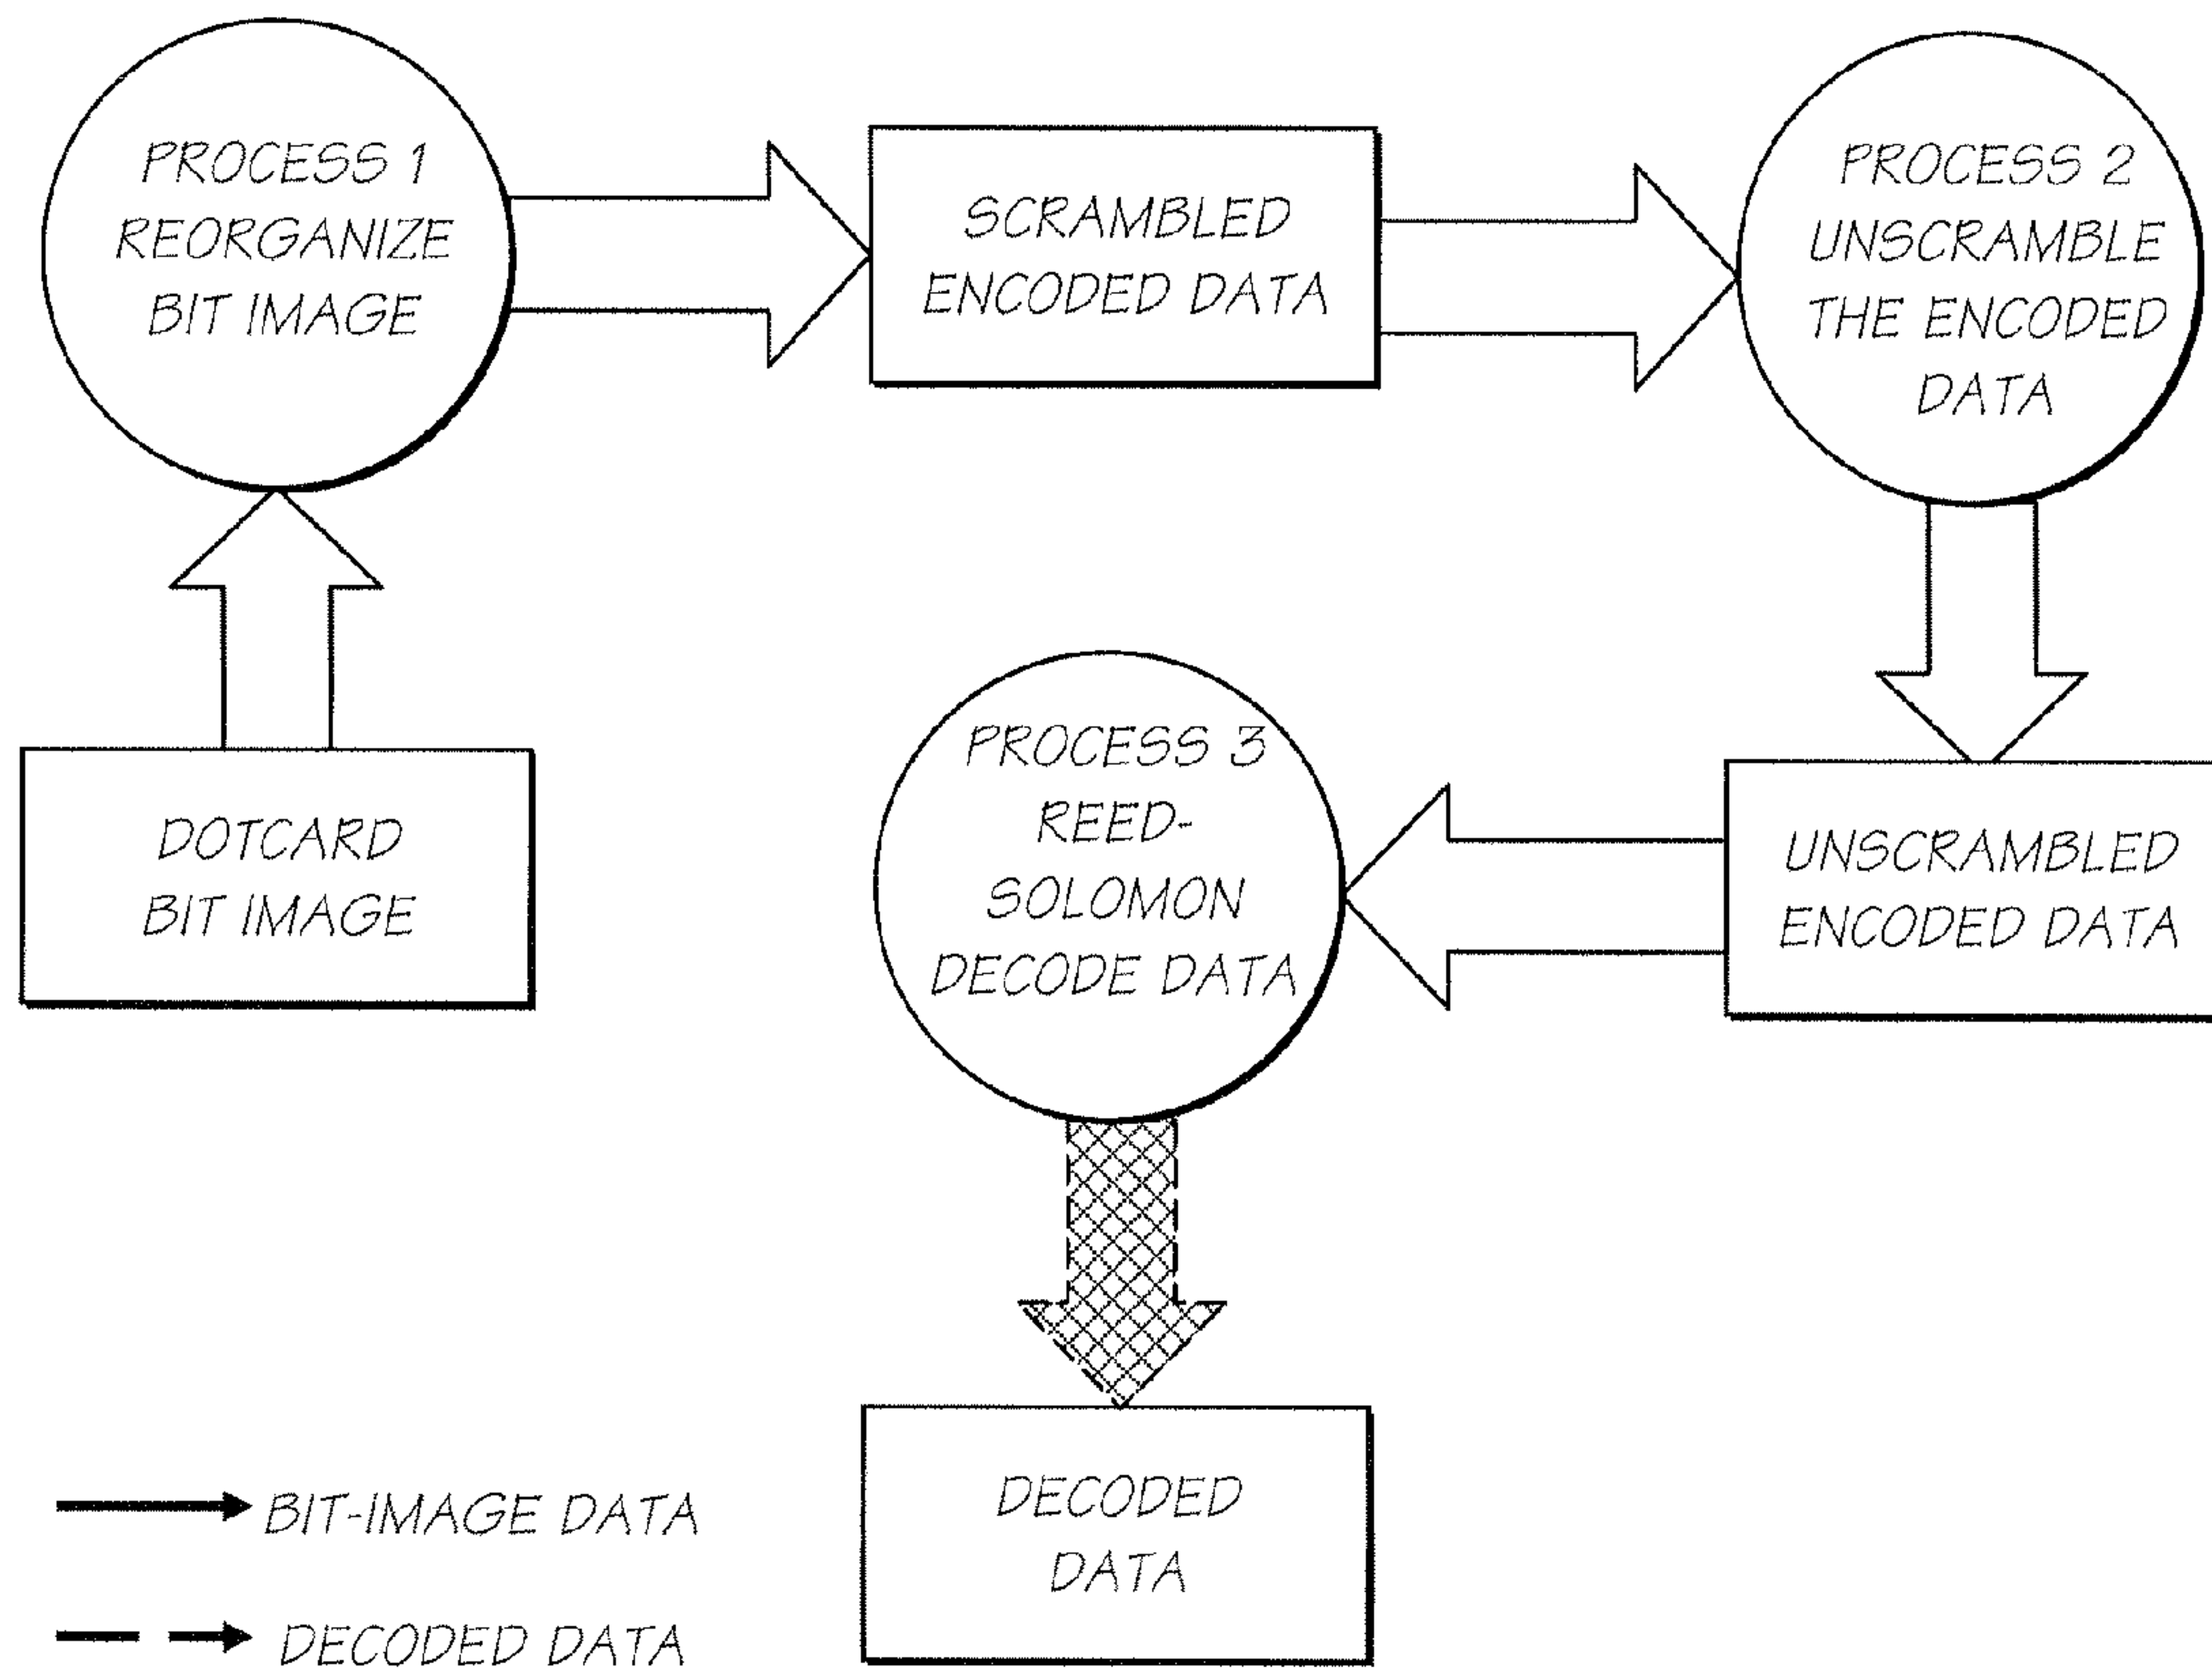 PROCESS 1
REORGANIZE
BIT IMAGE
SCRAMBLED
ENCODED DATA
PROCESS 2
UNSCRAMBLE
THE ENCODED
DATA
DOTCARD
BIT IMAGE
PROCESS 3
REED-
SOLOMON
DECODE DATA
UNSCRAMBLED
ENCODED DATA
DECODED
DATA
BIT-IMAGE DATA
DECODED DATA